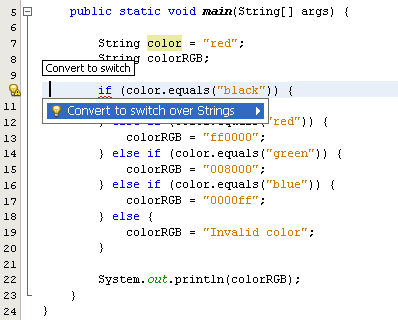 5 public static void main(String[] args) {
6
7 String color = "red";
8 String colorRGB;
Convert to switch
9
if (color.equals("black")) {
Convert to switch over Strings
11
12 } else if (color.equals("red")) {
13 colorRGB = "ff0000";
14 } else if (color.equals("green")) {
15 colorRGB = "008000";
16 } else if (color.equals("blue")) {
17 colorRGB = "0000ff";
18 } else {
19 colorRGB = "Invalid color";
20 }
21
22 System.out.println(colorRGB);
23 }
24 }